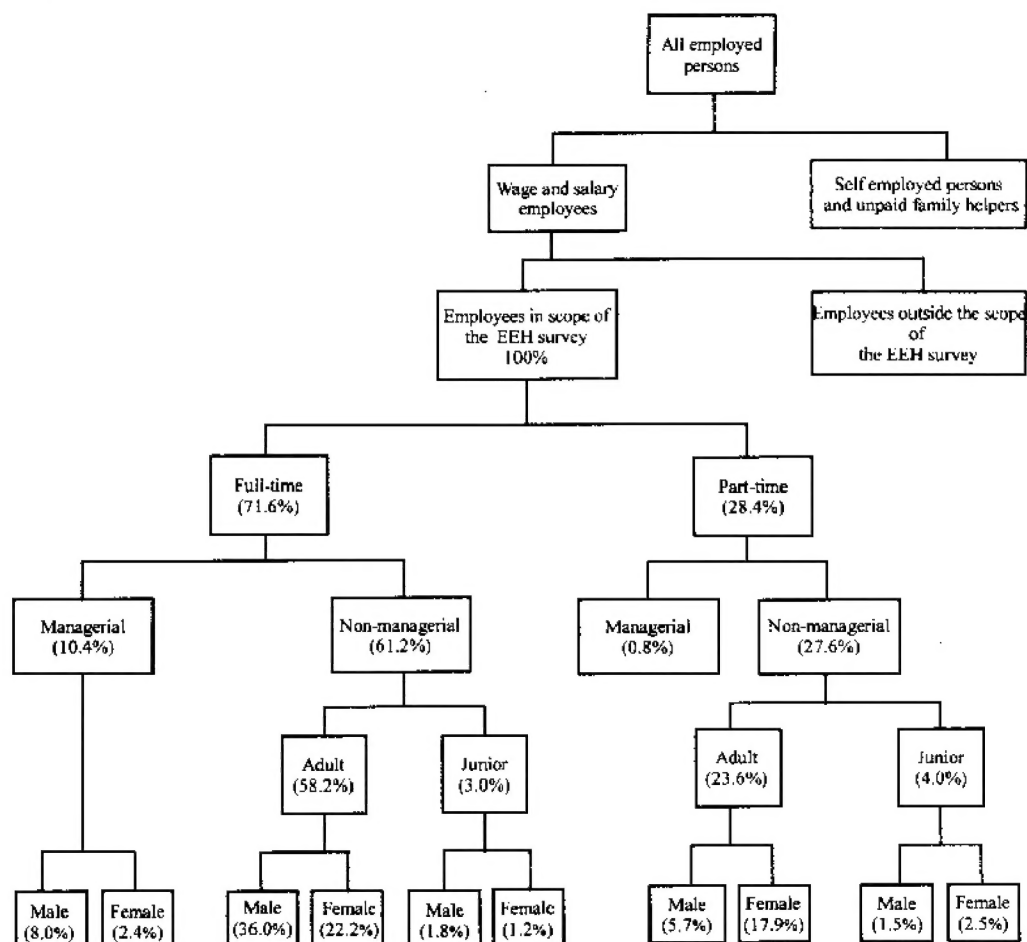 All employed
persons
Wage and salary
employees
Self employed persons
and unpaid family helpers
Employees in scope of
the EEH survey
100%
Employees outside the scope
of
the EEH survey
Full-time
(71.6%)
Part-time
(28.4%)
Managerial
(10.4%)
Non-managerial
(61.2%)
Managerial
(0.8%)
Non-managerial
(27.6%)
Adult
(58.2%)
Junior
(3.0%)
Adult
(23.6%)
Junior
(4.0%)
Male
(8.0%)
Female
(2.4%)
Male
(36.0%)
Female
(22.2%)
Male
(1.8%)
Female
(1.2%)
Male
(5.7%)
Female
(17.9%)
Male
(1.5%)
Female
(2.5%)